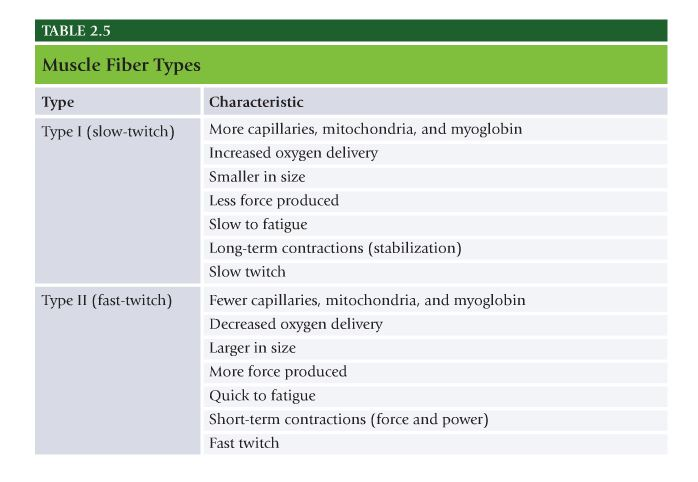 TABLE 2.5
Muscle Fiber Types
Type Characteristic
Type I (slow-twitch) More capillaries, mitochondria, and myoglobin
Increased oxygen delivery
Smaller in size
Less force produced
Slow to fatigue
Long-term contractions (stabilization)
Slow twitch
Type II (fast-twitch) Fewer capillaries, mitochondria, and myoglobin
Decreased oxygen delivery
Larger in size
More force produced
Quick to fatigue
Short-term contractions (force and power)
Fast twitch